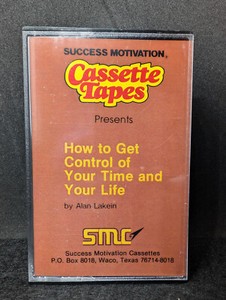 SUCCESS MOTIVATION®
Cassette
Tapes
Presents
How to Get
Control of
Your Time and
Your Life
by Alan Lakein
SMC
Success Motivation Cassettes
P.O. Box 8018, Waco, Texas 76714-8018